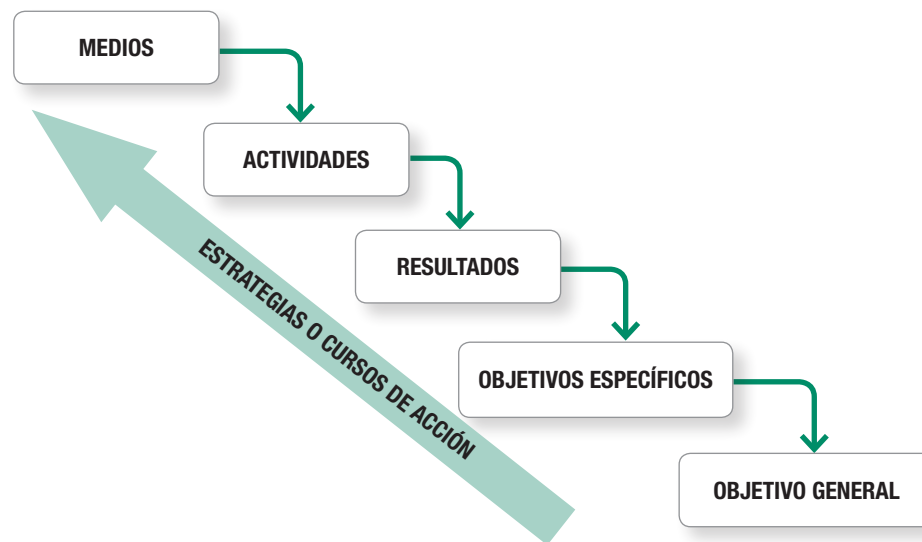 MEDIOS
ACTIVIDADES
RESULTADOS
OBJETIVOS ESPECÍFICOS
OBJETIVO GENERAL
ESTRATEGIAS O CURSOS DE ACCIÓN